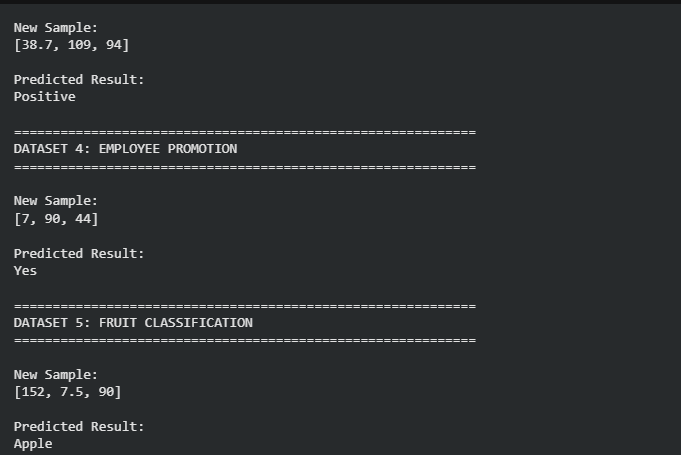 New Sample:
[38.7, 109, 94]
Predicted Result:
Positive
============================================================
DATASET 4: EMPLOYEE PROMOTION
============================================================
New Sample:
[7, 90, 44]
Predicted Result:
Yes
============================================================
DATASET 5: FRUIT CLASSIFICATION
============================================================
New Sample:
[152, 7.5, 90]
Predicted Result:
Apple